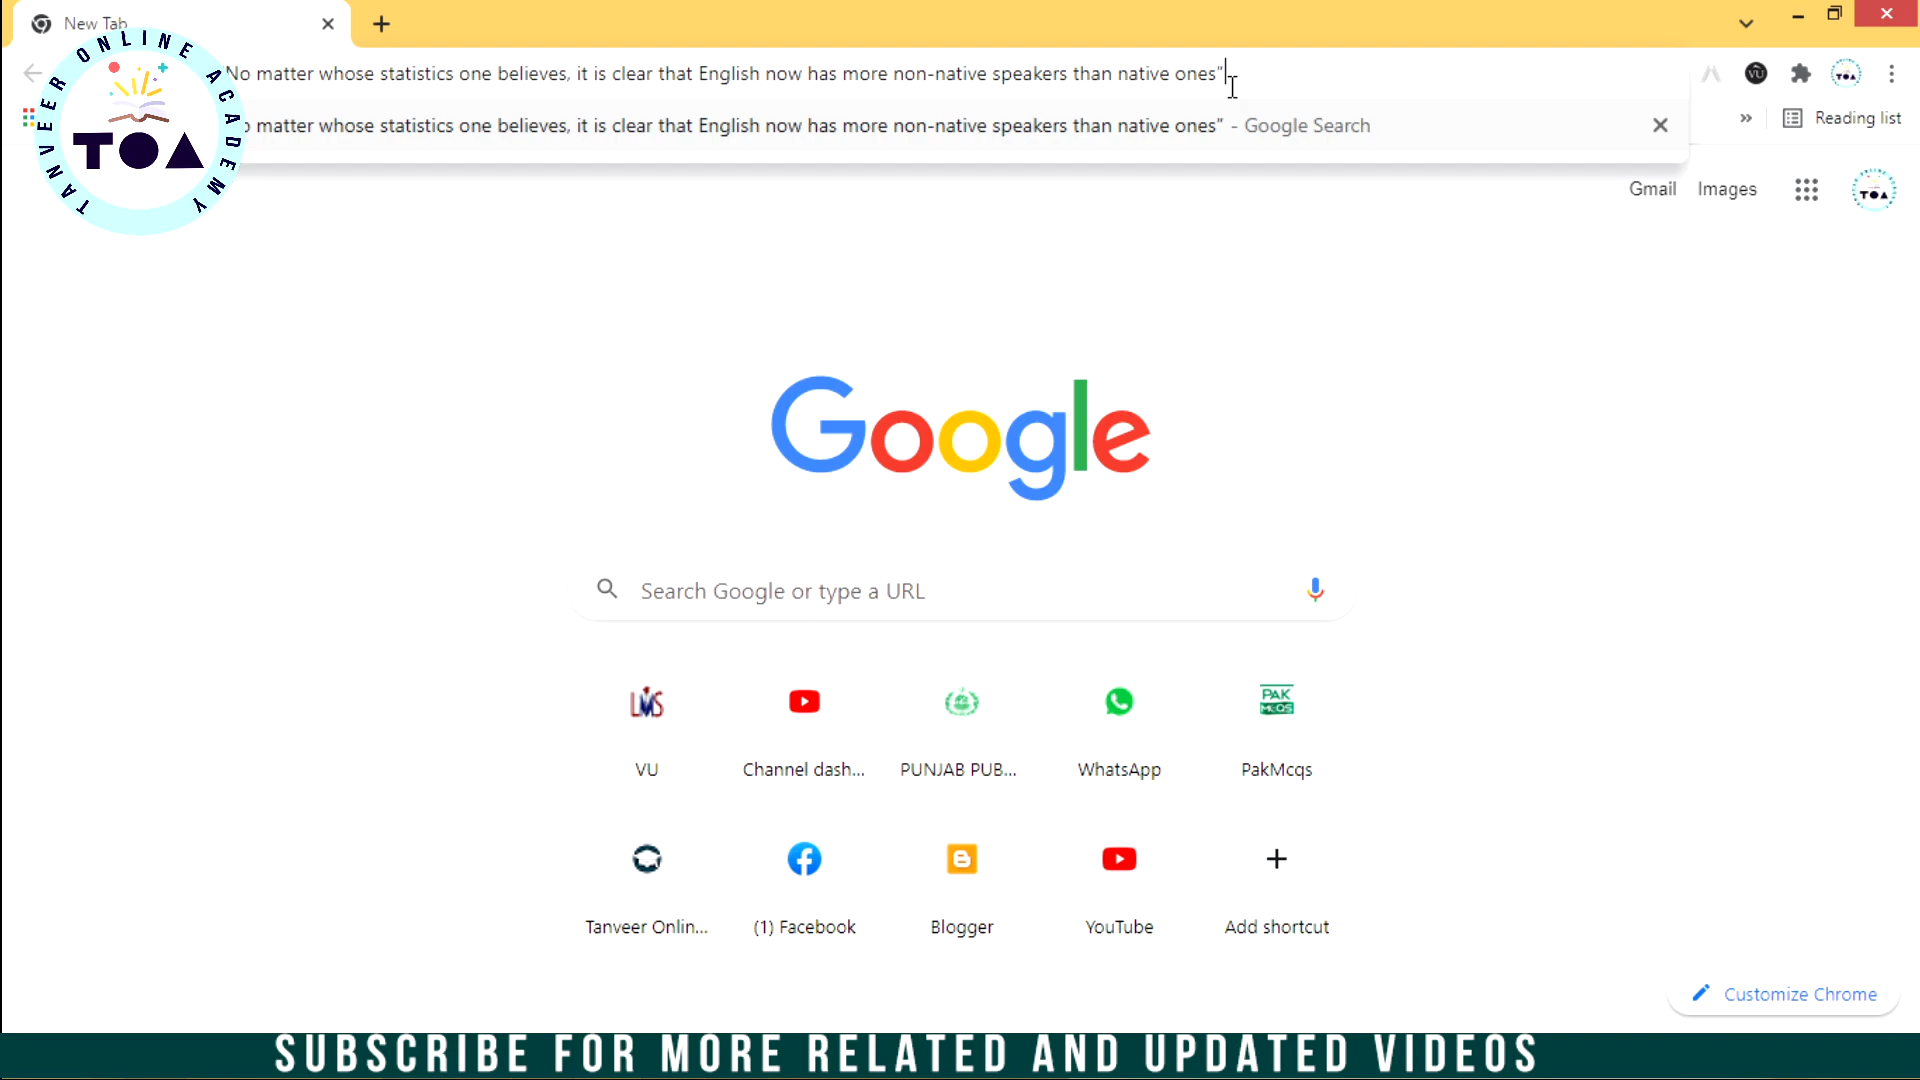 New Tab
No matter whose statistics one believes, it is clear that English now has more non-native speakers than native ones"
matter whose statistics one believes, it is clear that English now has more non-native speakers than native ones" - Google Search
Reading list
TANVEER ONLINE ACADEMY
TOA
Gmail Images
TOA
Google
Search Google or type a URL
LMS
PAK
MCQS
VU Channel dash... PUNJAB PUB... WhatsApp PakMcqs
Tanveer Onlin... (1) Facebook Blogger YouTube Add shortcut
Customize Chrome
SUBSCRIBE FOR MORE RELATED AND UPDATED VIDEOS